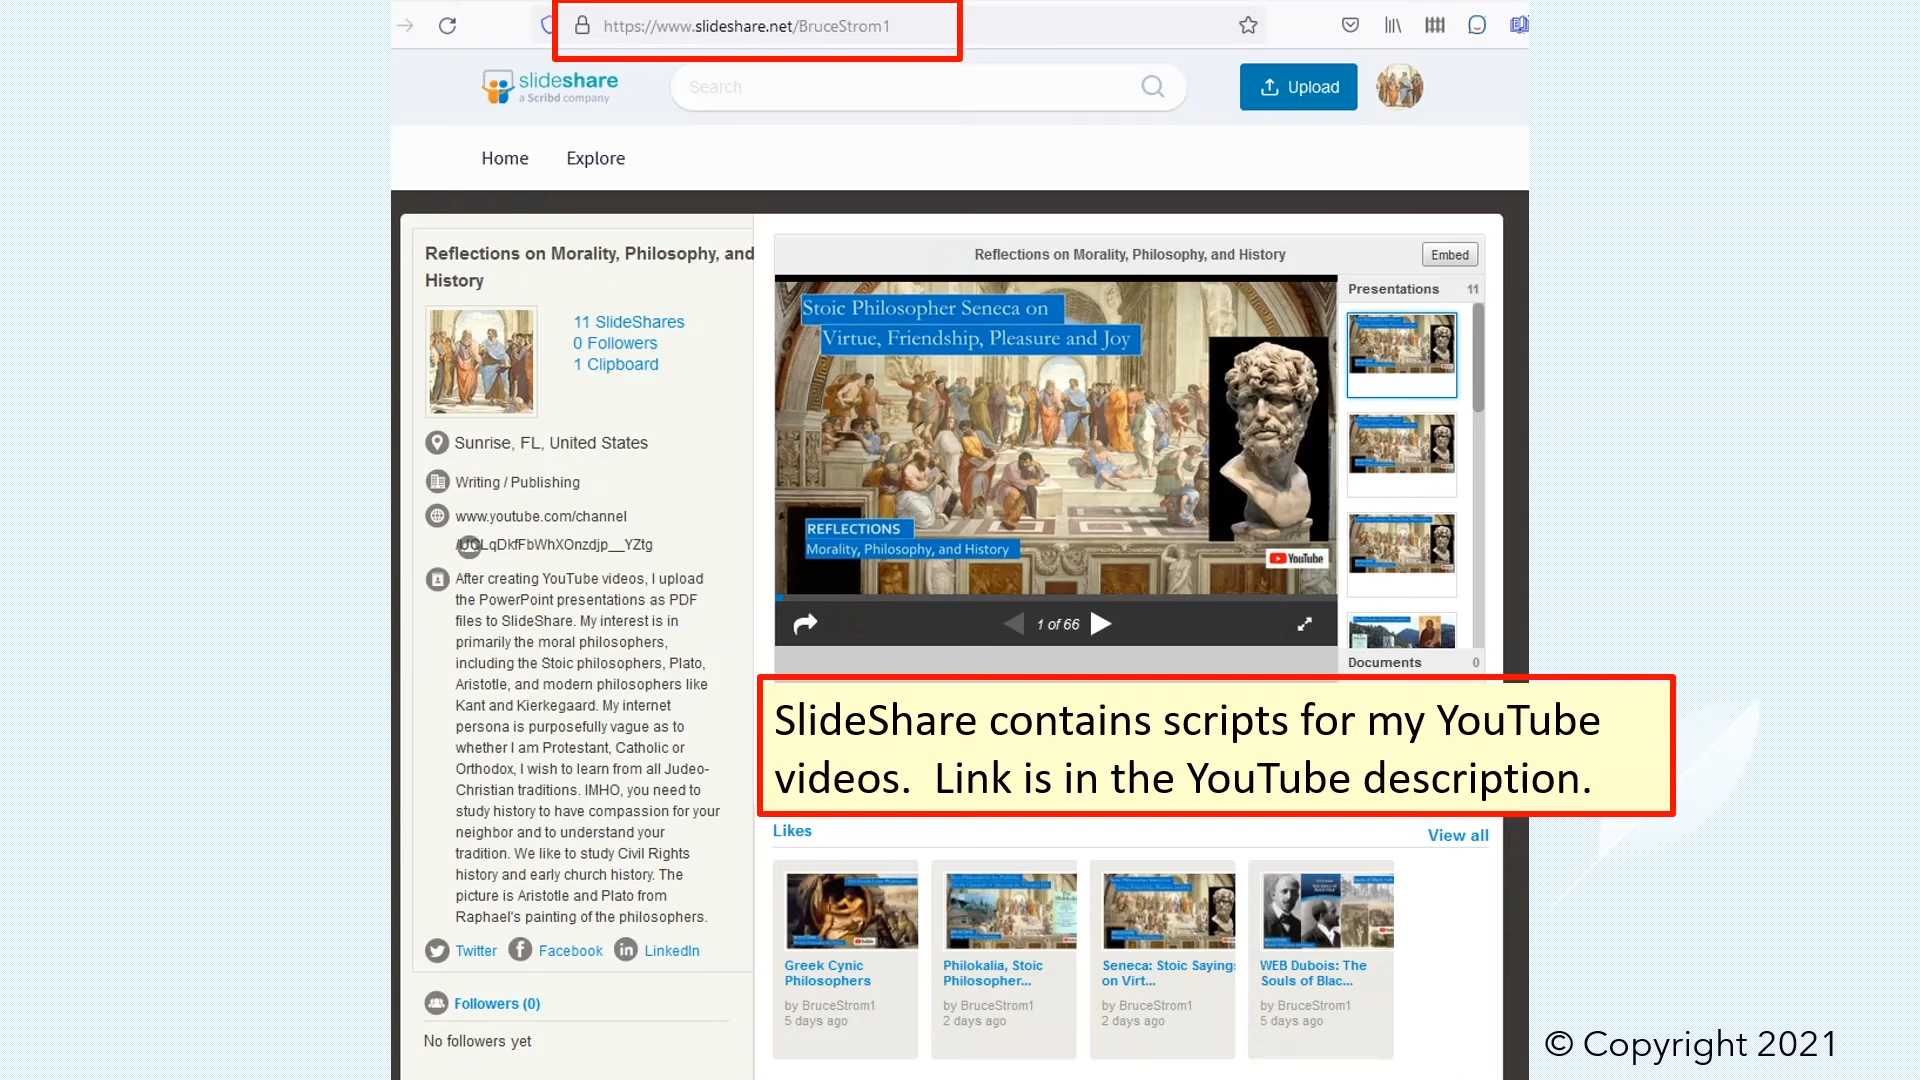 https://www.slideshare.net/BruceStrom1
slideshare
a Scribd company
Search
Upload
Home
Explore
Reflections on Morality, Philosophy, and
History
11 SlideShares
0 Followers
1 Clipboard
Sunrise, FL, United States
Writing / Publishing
www.youtube.com/channel
/UCLqDkfFbWhXOnzdjp__YZtg
After creating YouTube videos, I upload
the PowerPoint presentations as PDF
files to SlideShare. My interest is in
primarily the moral philosophers,
including the Stoic philosophers, Plato,
Aristotle, and modern philosophers like
Kant and Kierkegaard. My internet
persona is purposefully vague as to
whether I am Protestant, Catholic or
Orthodox, I wish to learn from all Judeo-
Christian traditions. IMHO, you need to
study history to have compassion for your
neighbor and to understand your
tradition. We like to study Civil Rights
history and early church history. The
picture is Aristotle and Plato from
Raphael's painting of the philosophers.
Twitter
Facebook
LinkedIn
Followers (0)
No followers yet
Reflections on Morality, Philosophy, and History
Embed
Stoic Philosopher Seneca on
Virtue, Friendship, Pleasure and Joy
REFLECTIONS
Morality, Philosophy, and History
YouTube
1 of 66
Presentations 11
Documents 0
SlideShare contains scripts for my YouTube
videos. Link is in the YouTube description.
Likes
View all
Greek Cynic
Philosophers
by BruceStrom1
5 days ago
Philokalia, Stoic
Philosopher...
by BruceStrom1
2 days ago
Seneca: Stoic Sayings
on Virt...
by BruceStrom1
2 days ago
WEB Dubois: The
Souls of Blac...
by BruceStrom1
5 days ago
© Copyright 2021